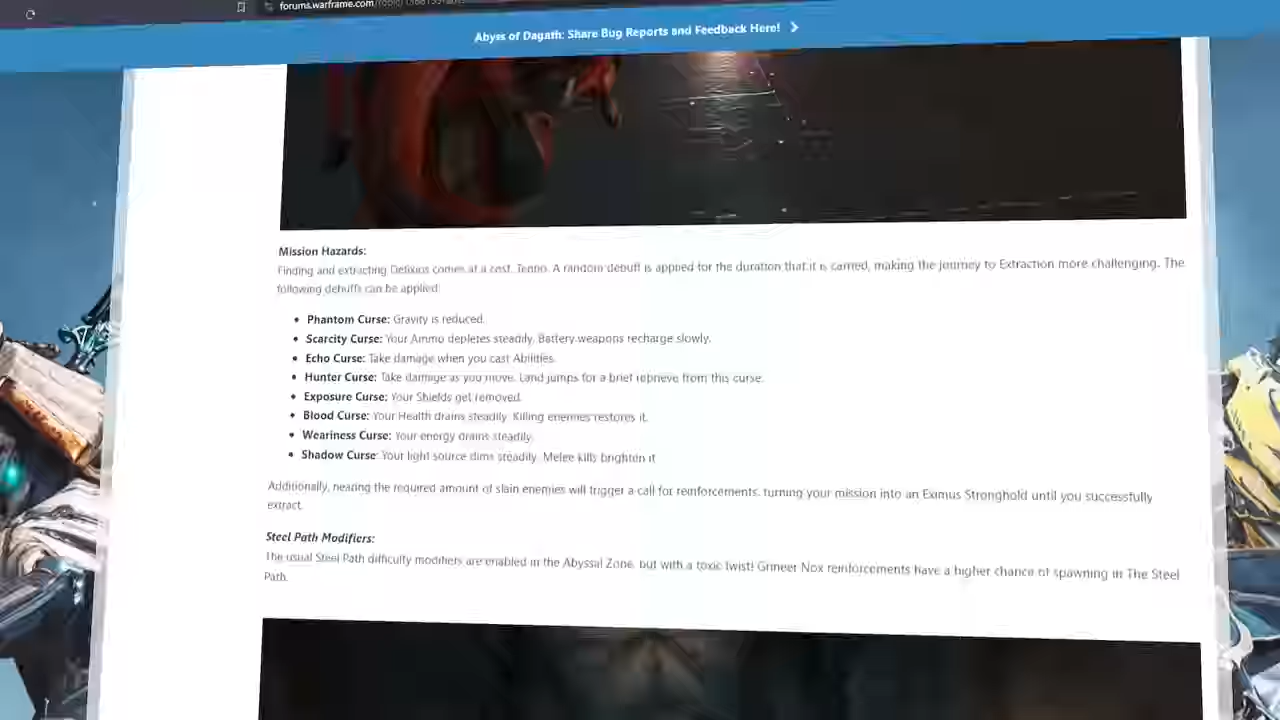 forums.warframe.com
Abyss of Dagath: Share Bug Reports and Feedback Here!
Mission Hazards:
Finding and extracting Defixios comes at a cost, Tenno. A random debuff is applied for the duration that it is carried, making the journey to Extraction more challenging. The
following debuffs can be applied:
Phantom Curse: Gravity is reduced.
Scarcity Curse: Your Ammo depletes steadily. Battery weapons recharge slowly.
Echo Curse: Take damage when you cast Abilities.
Hunter Curse: Take damage as you move. Land jumps for a brief reprieve from this curse.
Exposure Curse: Your Shields get removed.
Blood Curse: Your Health drains steadily. Killing enemies restores it.
Weariness Curse: Your energy drains steadily.
Shadow Curse: Your light source dims steadily. Melee kills brighten it
Additionally, nearing the required amount of slain enemies will trigger a call for reinforcements, turning your mission into an Eximus Stronghold until you successfully
extract.
Steel Path Modifiers:
The usual Steel Path difficulty modifiers are enabled in the Abyssal Zone, but with a toxic twist! Grineer Nox reinforcements have a higher chance of spawning in The Steel
Path.